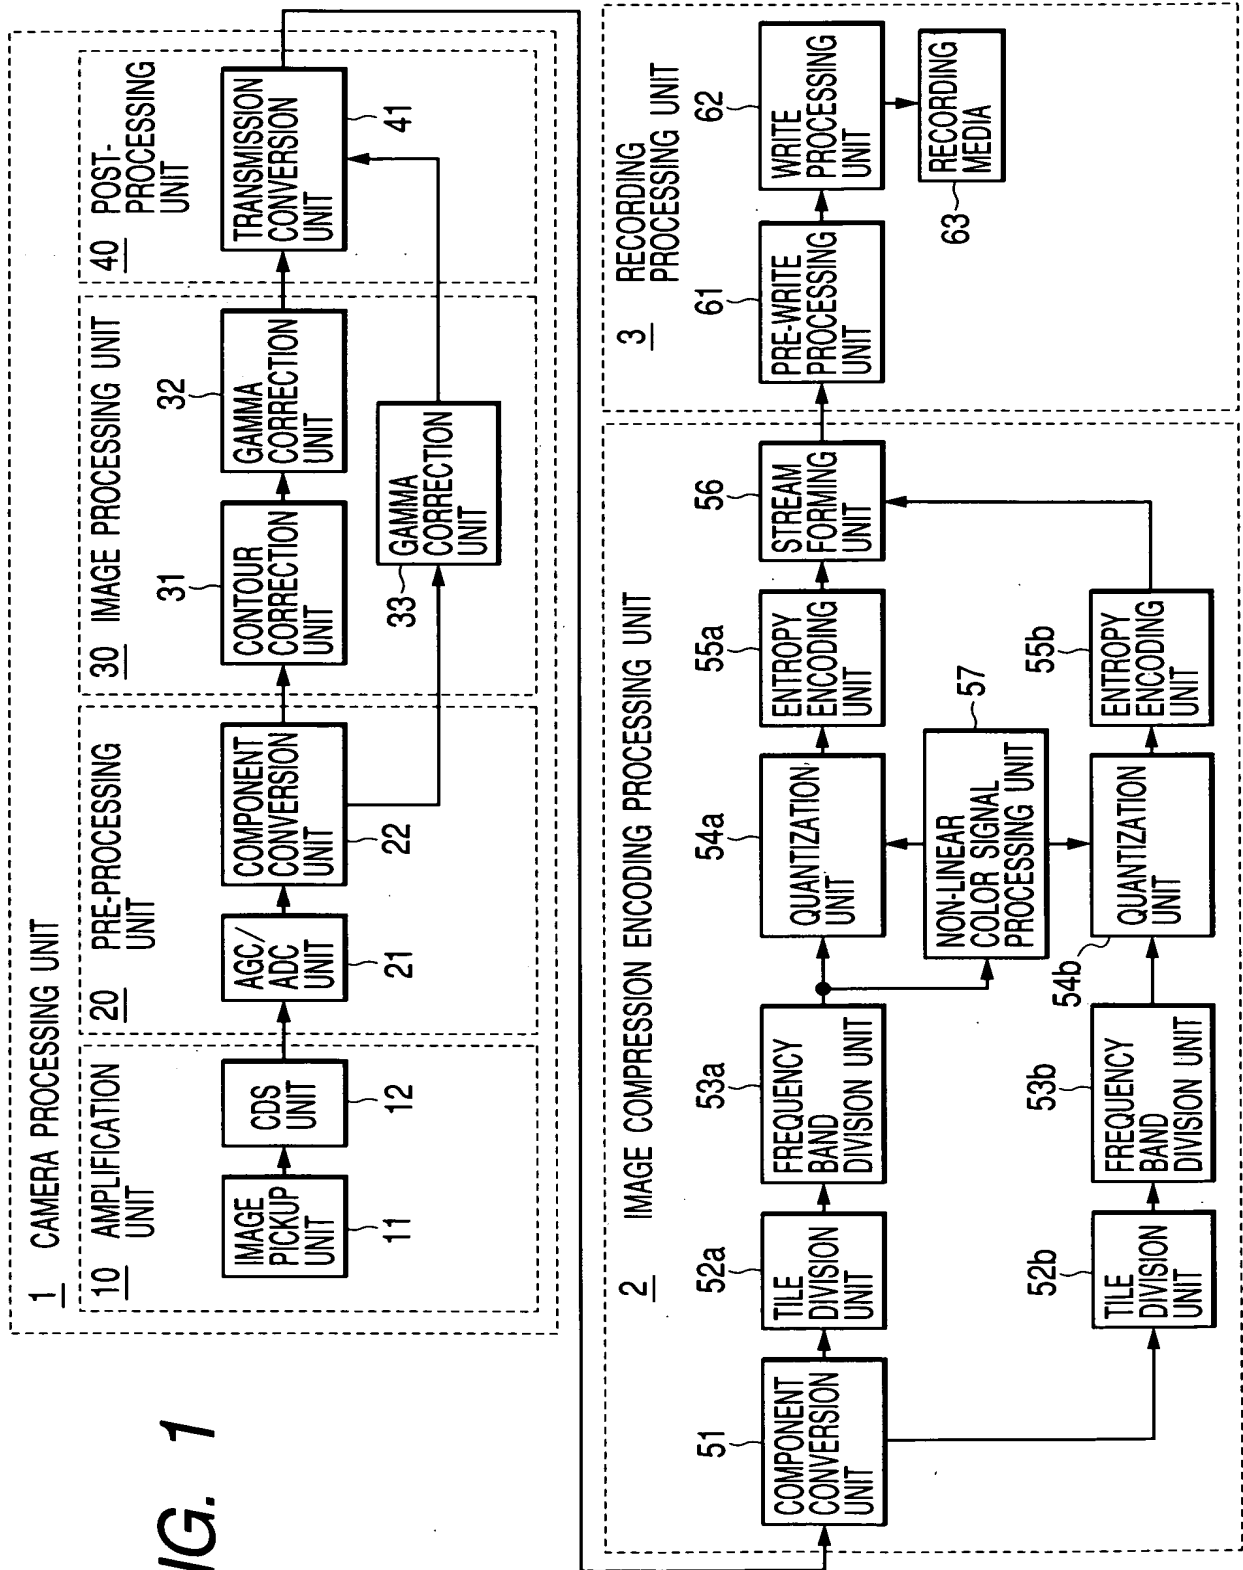 1 CAMERA PROCESSING UNIT
10 AMPLIFICATION
UNIT
IMAGE
PICKUP
UNIT
11
CDS
UNIT
12
20 PRE-PROCESSING
UNIT
AGC/
ADC
UNIT
21
COMPONENT
CONVERSION
UNIT
22
30 IMAGE PROCESSING UNIT
31
CONTOUR
CORRECTION
UNIT
32
GAMMA
CORRECTION
UNIT
33
GAMMA
CORRECTION
UNIT
40 POST-
PROCESSING
UNIT
TRANSMISSION
CONVERSION
UNIT
41
2 IMAGE COMPRESSION ENCODING PROCESSING UNIT
51
COMPONENT
CONVERSION
UNIT
52a
TILE
DIVISION
UNIT
53a
FREQUENCY
BAND
DIVISION UNIT
54a
QUANTIZATION
UNIT
55a
ENTROPY
ENCODING
UNIT
56
STREAM
FORMING
UNIT
57
NON-LINEAR
COLOR SIGNAL
PROCESSING UNIT
52b
TILE
DIVISION
UNIT
53b
FREQUENCY
BAND
DIVISION UNIT
54b
QUANTIZATION
UNIT
55b
ENTROPY
ENCODING
UNIT
3 RECORDING
PROCESSING UNIT
61
PRE-WRITE
PROCESSING
UNIT
62
WRITE
PROCESSING
UNIT
63
RECORDING
MEDIA
IG. 1